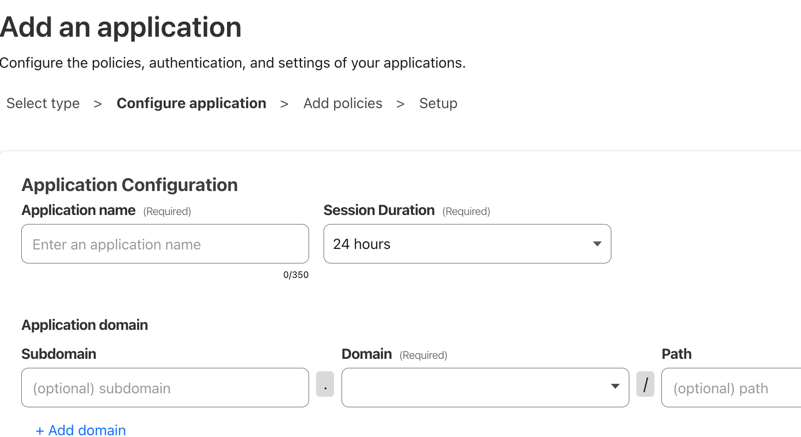 Add an application
Configure the policies, authentication, and settings of your applications.
Select type > Configure application > Add policies > Setup
Application Configuration
Application name (Required) Session Duration (Required)
Enter an application name 24 hours
0/350
Application domain
Subdomain Domain (Required) Path
(optional) subdomain . / (optional) path
+ Add domain